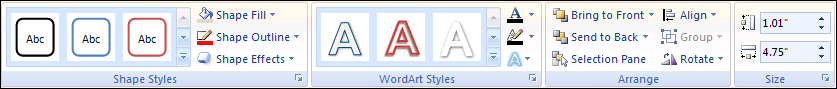 Abc Abc Abc Shape Fill A A A A Bring to Front Align 1.01"
Shape Outline Send to Back Group
Shape Effects A Selection Pane Rotate 4.75"
Shape Styles WordArt Styles Arrange Size